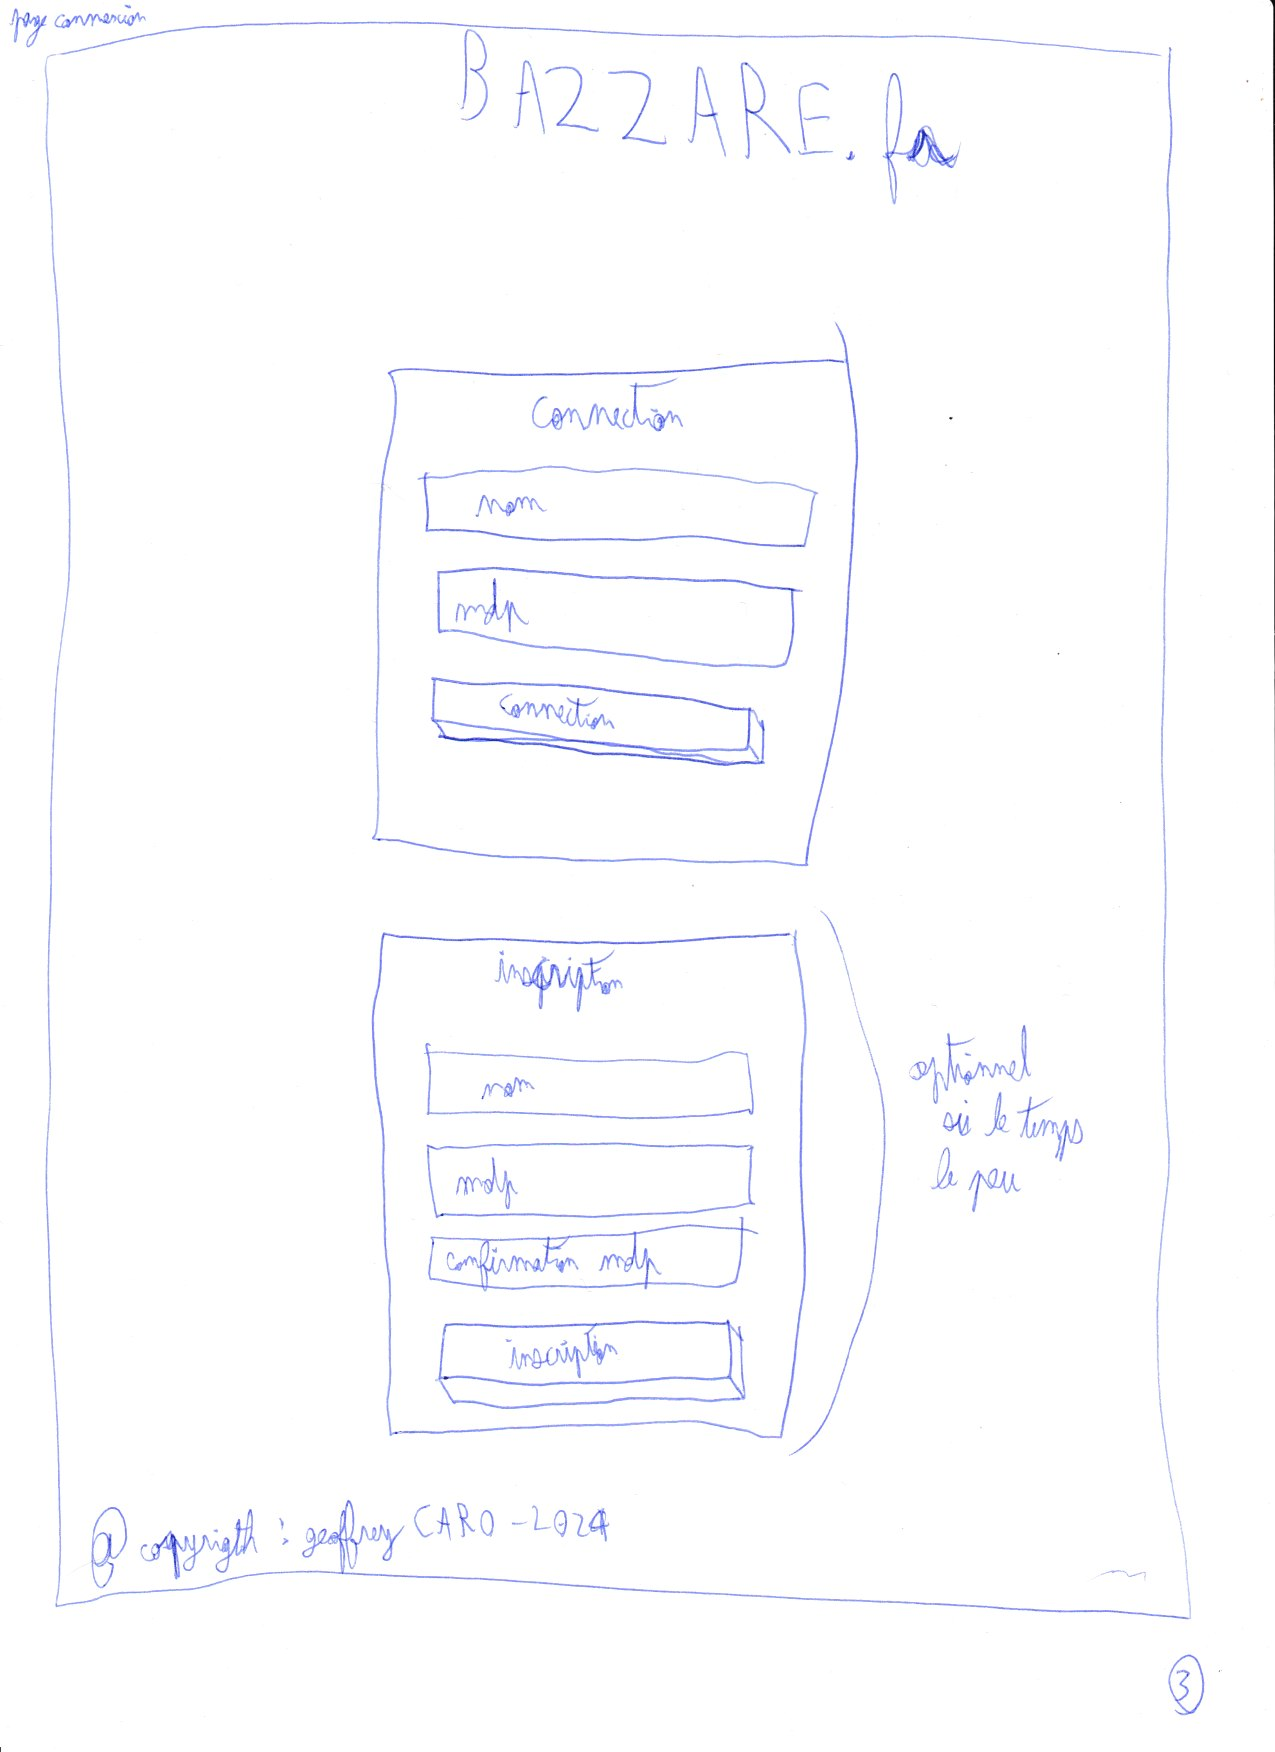 page connexion
BAZZARE.fr
Connection
nom
mdp
connection
inscription
nom
mdp
confirmation mdp
inscription
optionnel
si le temps
le peu
@ copyrigth : geoffrey CARO - 2024
3